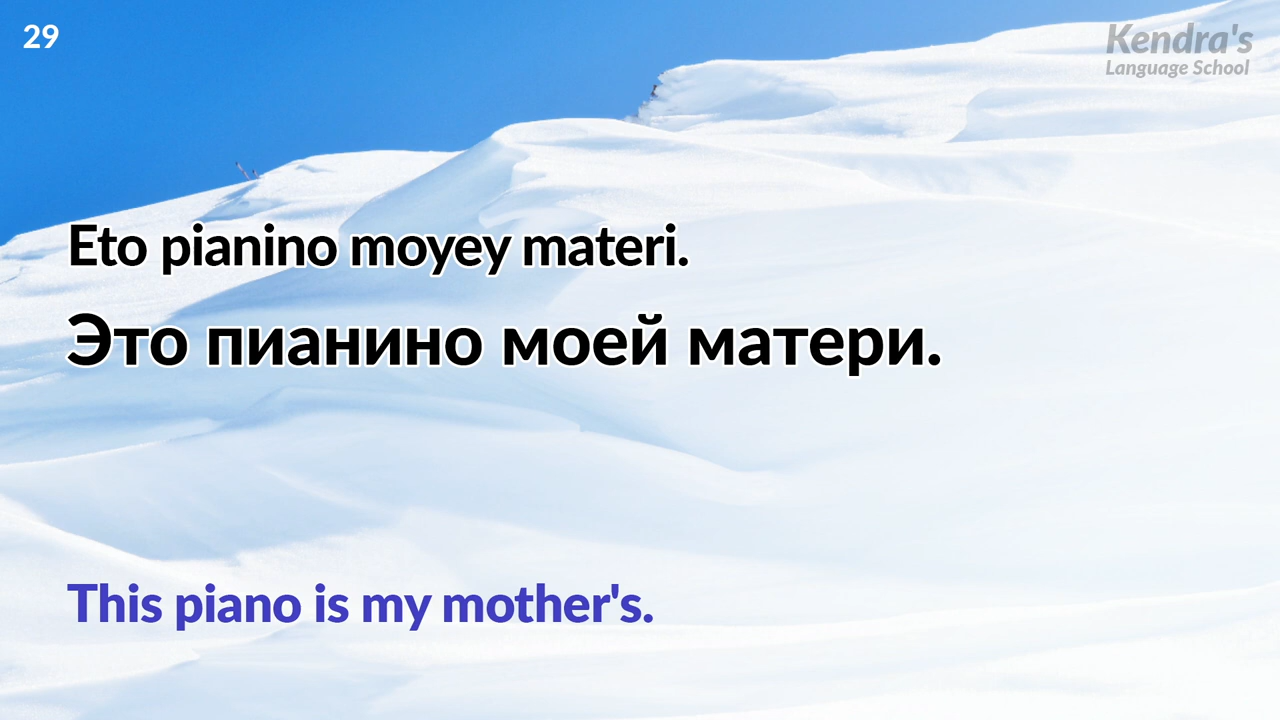 29
Kendra's
Language School
Eto pianino moyey materi.
Это пианино моей матери.
This piano is my mother's.